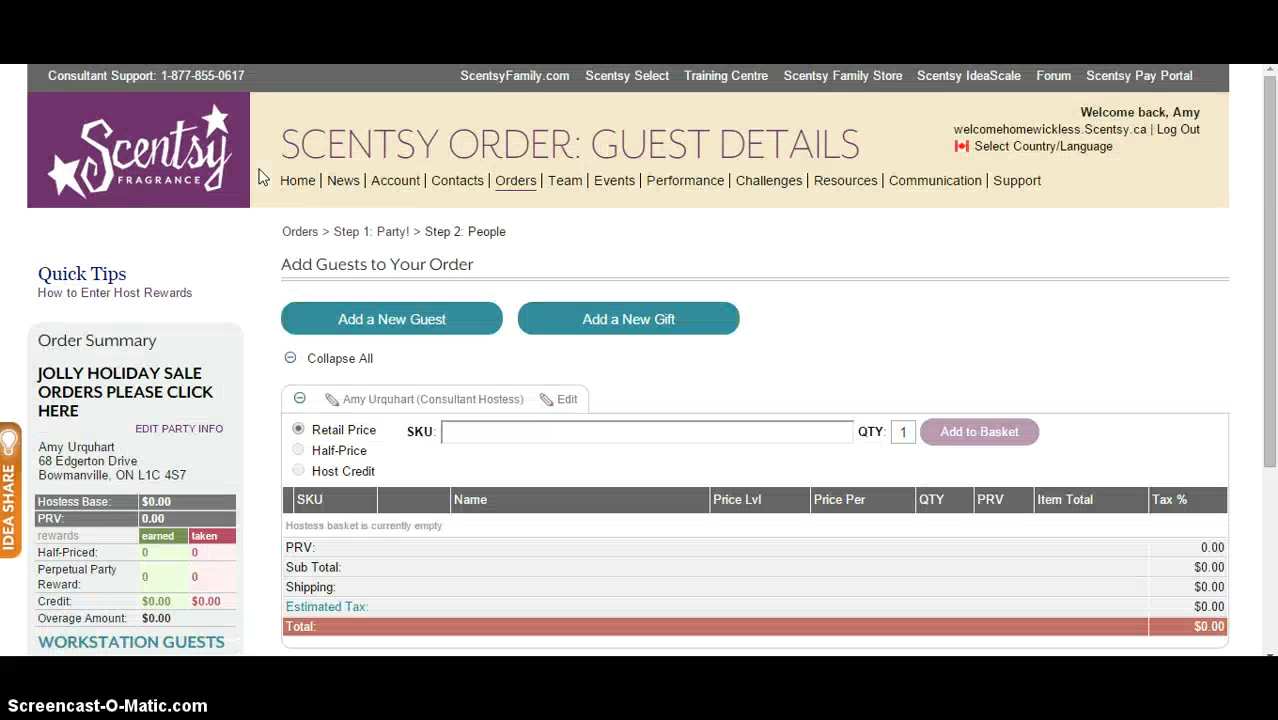 Consultant Support: 1-877-855-0617
ScentsyFamily.com Scentsy Select Training Centre Scentsy Family Store Scentsy IdeaScale Forum Scentsy Pay Portal
Scentsy
FRAGRANCE
SCENTSY ORDER: GUEST DETAILS
Welcome back, Amy
welcomehomewickless.Scentsy.ca | Log Out
Select Country/Language
Home | News | Account | Contacts | Orders | Team | Events | Performance | Challenges | Resources | Communication | Support
Orders > Step 1: Party! > Step 2: People
Add Guests to Your Order
Quick Tips
How to Enter Host Rewards
Add a New Guest Add a New Gift
Collapse All
Order Summary
JOLLY HOLIDAY SALE
ORDERS PLEASE CLICK
HERE
EDIT PARTY INFO
Amy Urquhart
68 Edgerton Drive
Bowmanville, ON L1C 4S7
Hostess Base: $0.00
PRV: 0.00
rewards earned taken
Half-Priced: 0 0
Perpetual Party
Reward: 0 0
Credit: $0.00 $0.00
Overage Amount: $0.00
WORKSTATION GUESTS
IDEA SHARE
Amy Urquhart (Consultant Hostess) Edit
Retail Price SKU: QTY: 1 Add to Basket
Half-Price
Host Credit
SKU Name Price Lvl Price Per QTY PRV Item Total Tax %
Hostess basket is currently empty
PRV: 0.00
Sub Total: $0.00
Shipping: $0.00
Estimated Tax: $0.00
Total: $0.00
Screencast-O-Matic.com